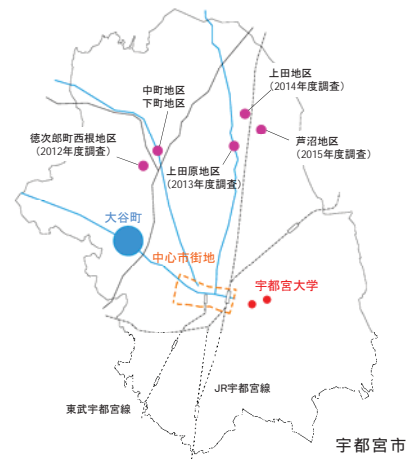 上田地区
（2014年度調査）
中町地区
下町地区
芦沼地区
（2015年度調査）
徳次郎町西根地区
（2012年度調査）
上田原地区
（2013年度調査）
大谷町
中心市街地
宇都宮大学
JR宇都宮線
東武宇都宮線
宇都宮市